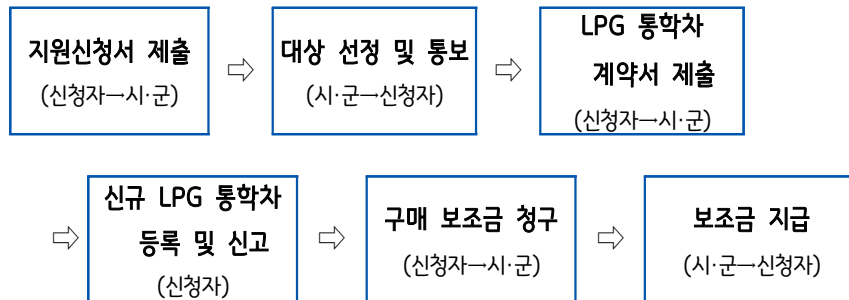 지원신청서 제출
(신청자→시·군)
⇨
대상 선정 및 통보
(시·군→신청자)
⇨
LPG 통학차
계약서 제출
(신청자→시·군)
⇨
신규 LPG 통학차
등록 및 신고
(신청자)
⇨
구매 보조금 청구
(신청자→시·군)
⇨
보조금 지급
(시·군→신청자)